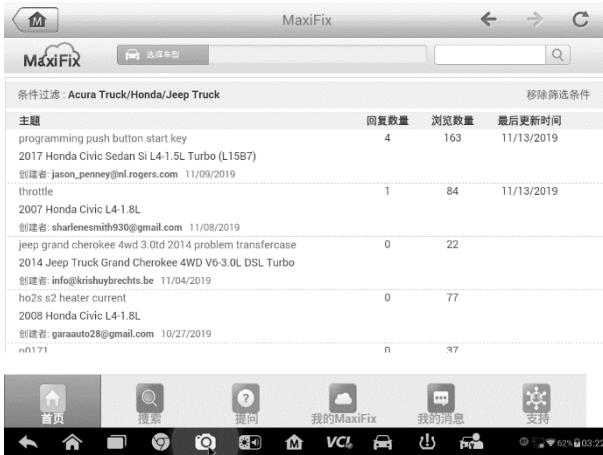 MaxiFix
MaxiFix
选择车型
条件过滤 : Acura Truck/Honda/Jeep Truck 移除筛选条件
主题 回复数量 浏览数量 最后更新时间
programming push button start key 4 163 11/13/2019
2017 Honda Civic Sedan Si L4-1.5L Turbo (L15B7)
创建者: jason_penney@nl.rogers.com 11/09/2019
throttle 1 84 11/13/2019
2007 Honda Civic L4-1.8L
创建者: sharlenesmith930@gmail.com 11/08/2019
jeep grand cherokee 4wd 3.0td 2014 problem transfercase 0 22
2014 Jeep Truck Grand Cherokee 4WD V6-3.0L DSL Turbo
创建者: info@krishuybrechts.be 11/04/2019
ho2s s2 heater current 0 77
2008 Honda Civic L4-1.8L
创建者: garaauto28@gmail.com 10/27/2019
p0171 0 37
首页 搜索 提问 我的MaxiFix 我的消息 支持
VCI 62% 03:22